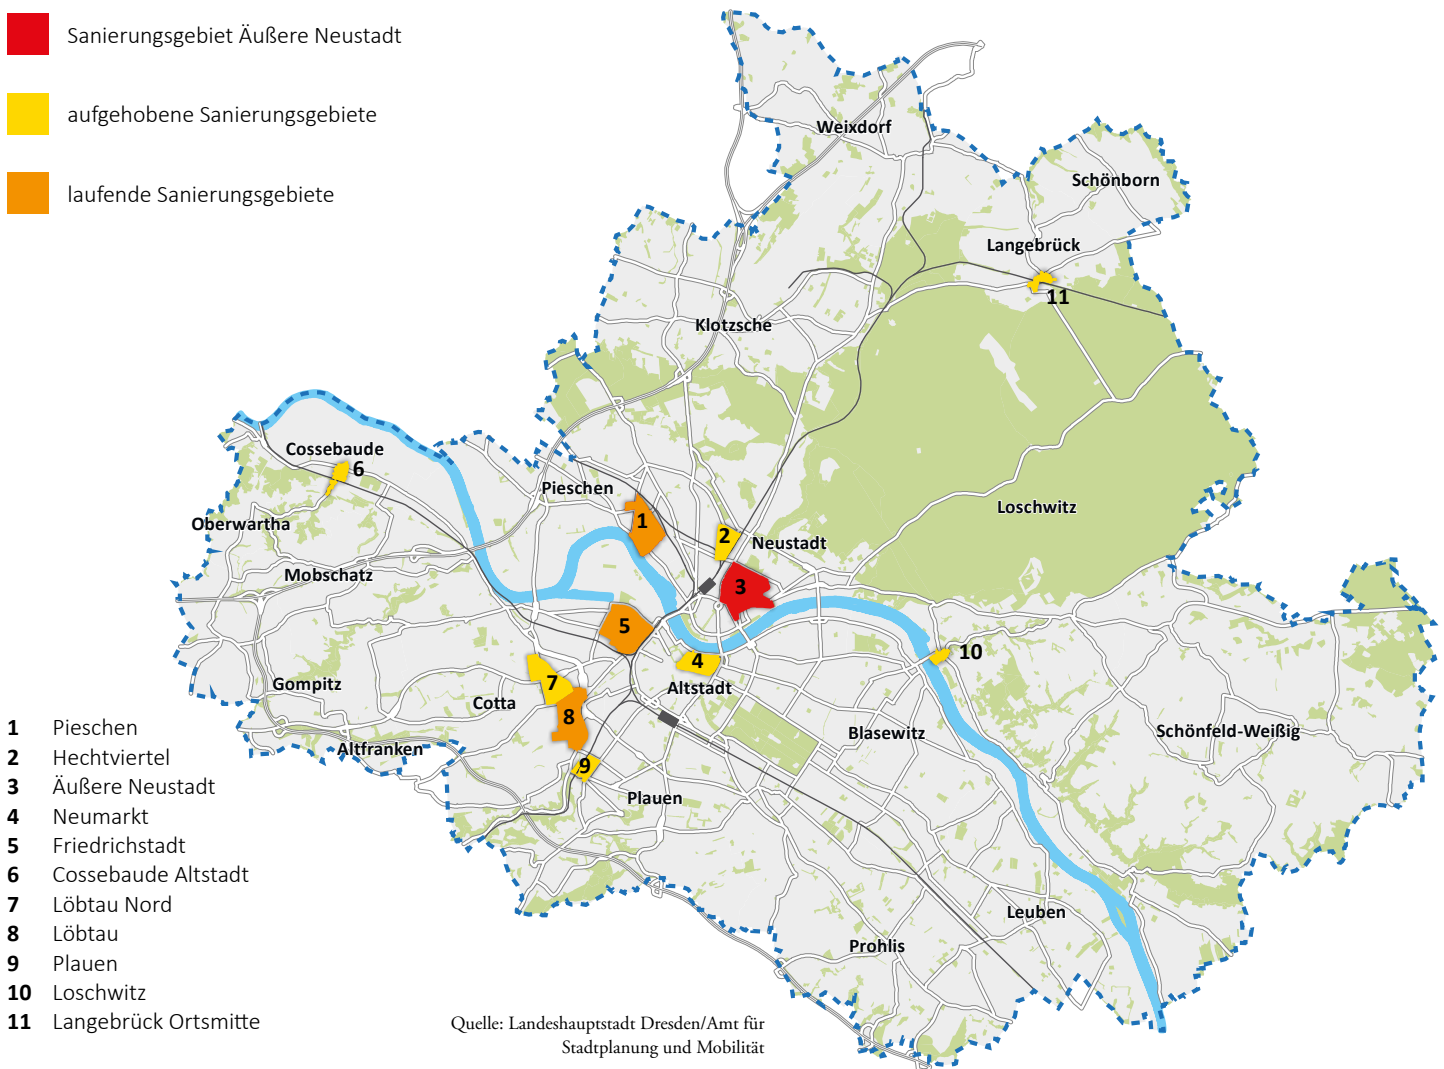 Sanierungsgebiet Äußere Neustadt
aufgehobene Sanierungsgebiete
laufende Sanierungsgebiete
Weixdorf
Schönborn
Langebrück
11
Klotzsche
Cossebaude
6
Pieschen
1
Oberwartha
Loschwitz
2
Neustadt
Mobschatz
3
5
10
4
Gompitz
7
Altstadt
Cotta
8
Altfranken
Blasewitz
Schönfeld-Weißig
9
Plauen
Leuben
Prohlis
1 Pieschen
2 Hechtviertel
3 Äußere Neustadt
4 Neumarkt
5 Friedrichstadt
6 Cossebaude Altstadt
7 Löbtau Nord
8 Löbtau
9 Plauen
10 Loschwitz
11 Langebrück Ortsmitte
Quelle: Landeshauptstadt Dresden/Amt für
Stadtplanung und Mobilität